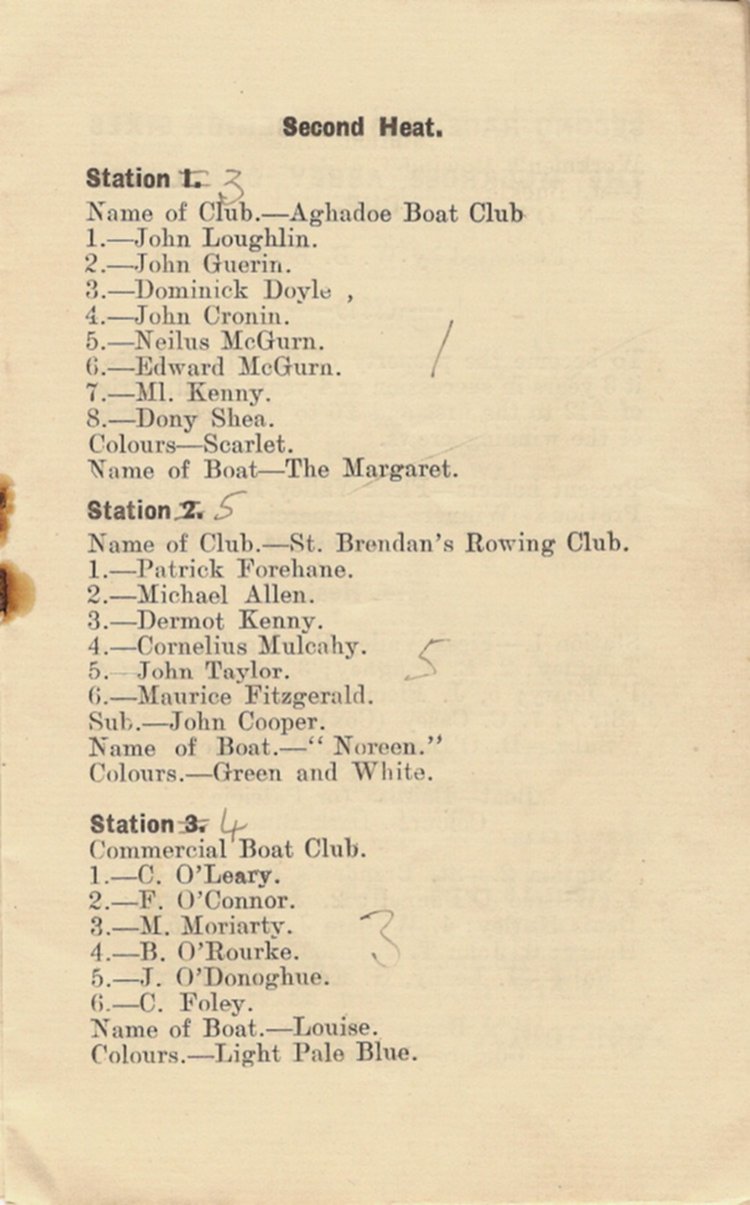 Second Heat.
Station 1. 3
Name of Club.—Aghadoe Boat Club
1.—John Loughlin.
2.—John Guerin.
3.—Dominick Doyle ,
4.—John Cronin.
5.—Neilus McGurn.
6.—Edward McGurn.
1
7.—Ml. Kenny.
8.—Dony Shea.
Colours—Scarlet.
Name of Boat—The Margaret.
Station 2. 5
Name of Club.—St. Brendan's Rowing Club.
1.—Patrick Forehane.
2.—Michael Allen.
3.—Dermot Kenny.
4.—Cornelius Mulcahy.
5.—John Taylor.
5
6.—Maurice Fitzgerald.
Sub.—John Cooper.
Name of Boat.—“ Noreen.”
Colours.—Green and White.
Station 3. 4
Commercial Boat Club.
1.—C. O'Leary.
2.—F. O'Connor.
3.—M. Moriarty.
3
4.—B. O'Rourke.
5.—J. O'Donoghue.
6.—C. Foley.
Name of Boat.—Louise.
Colours.—Light Pale Blue.